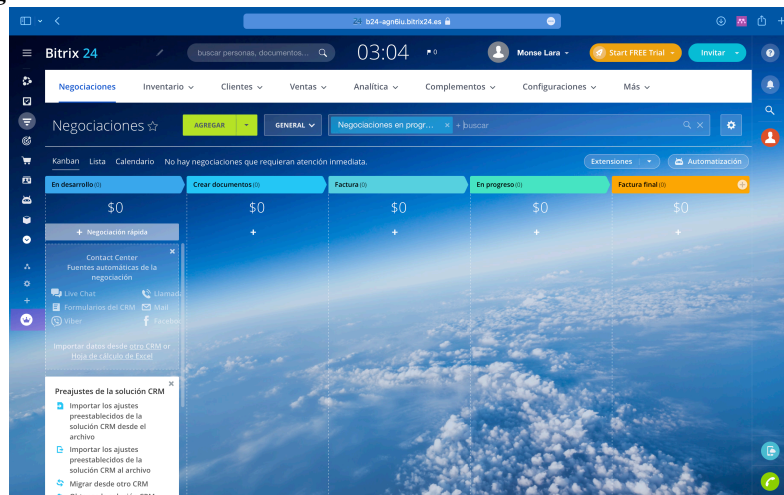 24 b24-agn6iu.bitrix24.es
Bitrix 24
buscar personas, documentos...
03:04
0
Monse Lara
Start FREE Trial
Invitar
Negociaciones Inventario Clientes Ventas Analítica Complementos Configuraciones Más
Negociaciones
AGREGAR
GENERAL
Negociaciones en progr... × + buscar
Kanban Lista Calendario No hay negociaciones que requieran atención inmediata.
Extensiones
Automatización
En desarrollo (0) Crear documentos (0) Factura (0) En progreso (0) Factura final (0)
$0 $0 $0 $0 $0
+ Negociación rápida + + + +
Contact Center
Fuentes automáticas de la
negociación
Live Chat Llamada
Formularios del CRM Mail
Viber Facebo
Importar datos desde otro CRM or
Hoja de cálculo de Excel
Preajustes de la solución CRM
Importar los ajustes
preestablecidos de la
solución CRM desde el
archivo
Importar los ajustes
preestablecidos de la
solución CRM al archivo
Migrar desde otro CRM